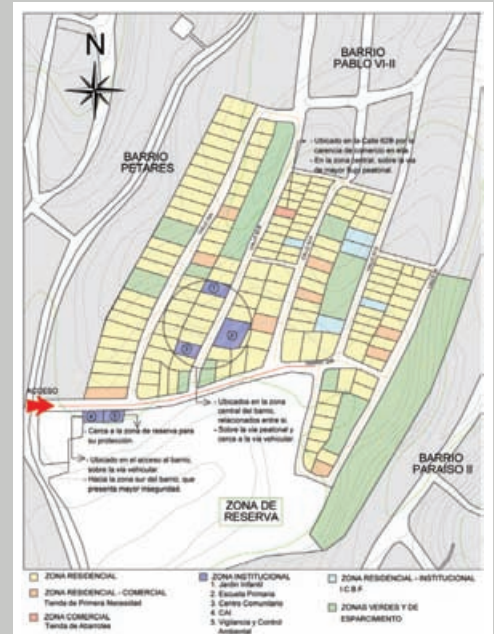 N
BARRIO
PABLO VI-II
BARRIO
PETARES
- Ubicado en la Calle 62B por la
carencia de comercio en ella.
- En la zona central, sobre la vía
de mayor flujo peatonal.
ACCESO
- Cerca a la zona de reserva para
su protección.
- Ubicado en el acceso al barrio,
sobre la vía vehicular.
- Hacia la zona sur del barrio, que
presenta mayor inseguridad.
- Ubicados en la zona
central del barrio,
relacionados entre si.
- Sobre la vía peatonal y
cerca a la vía vehicular.
ZONA DE
RESERVA
BARRIO
PARAÍSO II
ZONA RESIDENCIAL
ZONA RESIDENCIAL - COMERCIAL
Tienda de Primera Necesidad
ZONA COMERCIAL
Tienda de Abarrotes
ZONA INSTITUCIONAL
1. Jardín Infantil
2. Escuela Primaria
3. Centro Comunitario
4. CAI
5. Vigilancia y Control
Ambiental
ZONA RESIDENCIAL - INSTITUCIONAL
I.C.B.F
ZONAS VERDES Y DE
ESPARCIMIENTO